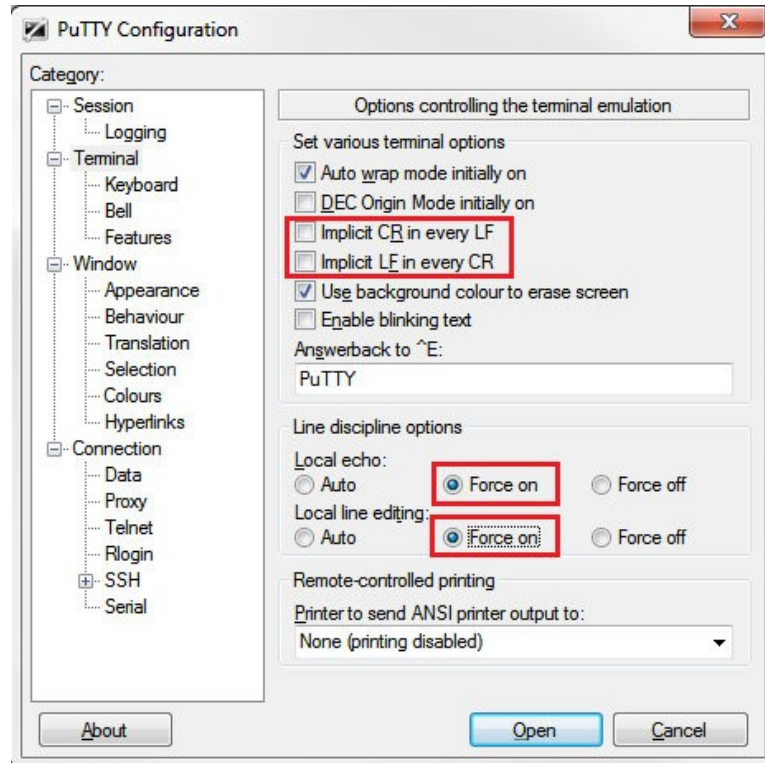 PuTTY Configuration
Category:
Session
Logging
Terminal
Keyboard
Bell
Features
Window
Appearance
Behaviour
Translation
Selection
Colours
Hyperlinks
Connection
Data
Proxy
Telnet
Rlogin
SSH
Serial
Options controlling the terminal emulation
Set various terminal options
Auto wrap mode initially on
DEC Origin Mode initially on
Implicit CR in every LF
Implicit LF in every CR
Use background colour to erase screen
Enable blinking text
Answerback to ^E:
PuTTY
Line discipline options
Local echo:
Auto Force on Force off
Local line editing:
Auto Force on Force off
Remote-controlled printing
Printer to send ANSI printer output to:
None (printing disabled)
About Open Cancel